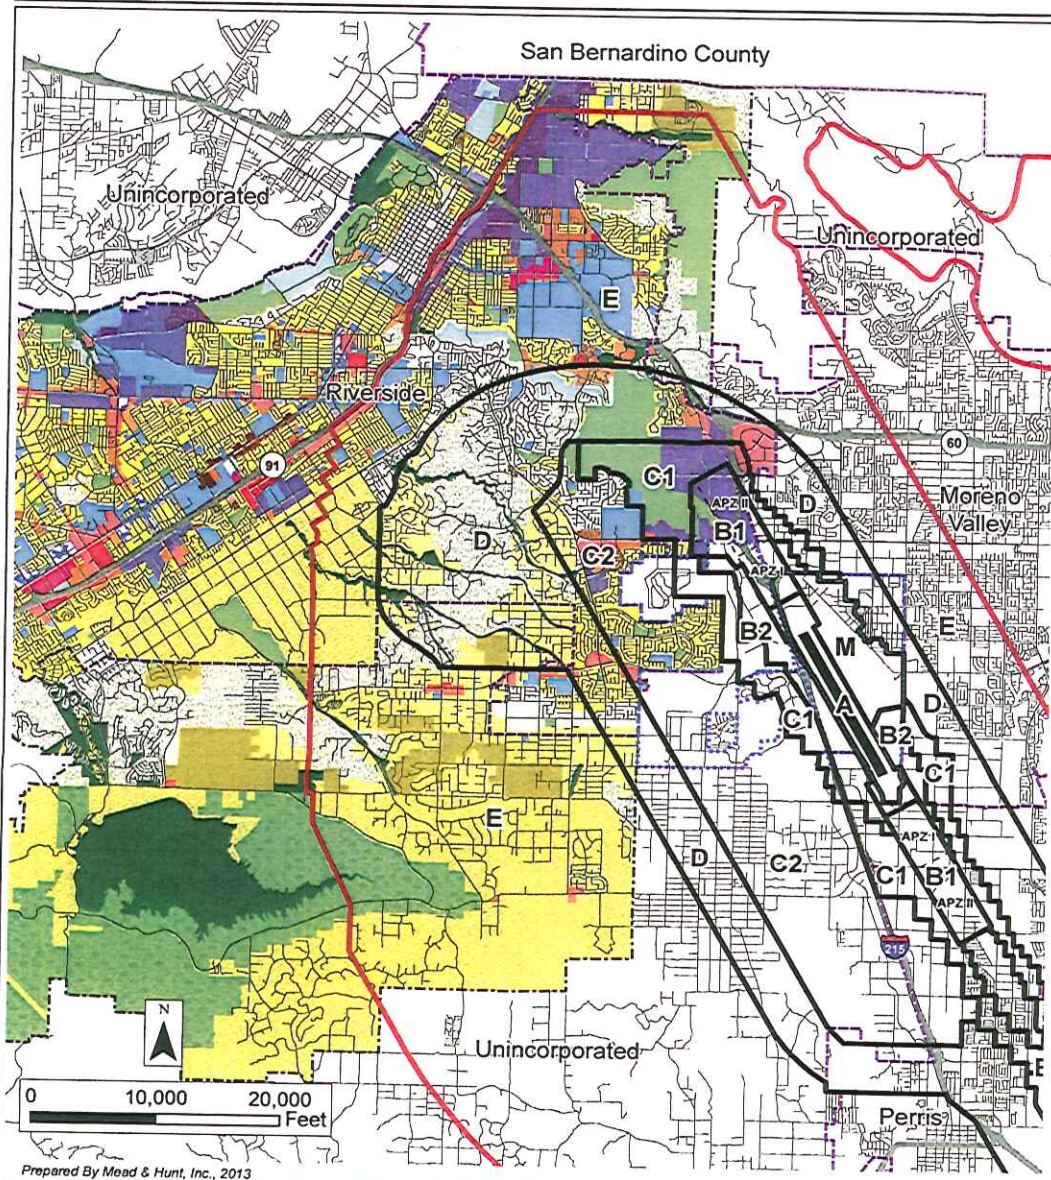 San Bernardino County
Unincorporated
Unincorporated
E
Riverside
91
60
C1
D
Moreno
Valley
APZ II
B1
D
C2
APZ I
B2
M
E
A
D
C1
B2
C1
E
D
C2
APZ I
C1
B1
APZ II
215
N
Unincorporated
E
0
10,000
20,000
Feet
Perris
Prepared By Mead & Hunt, Inc., 2013